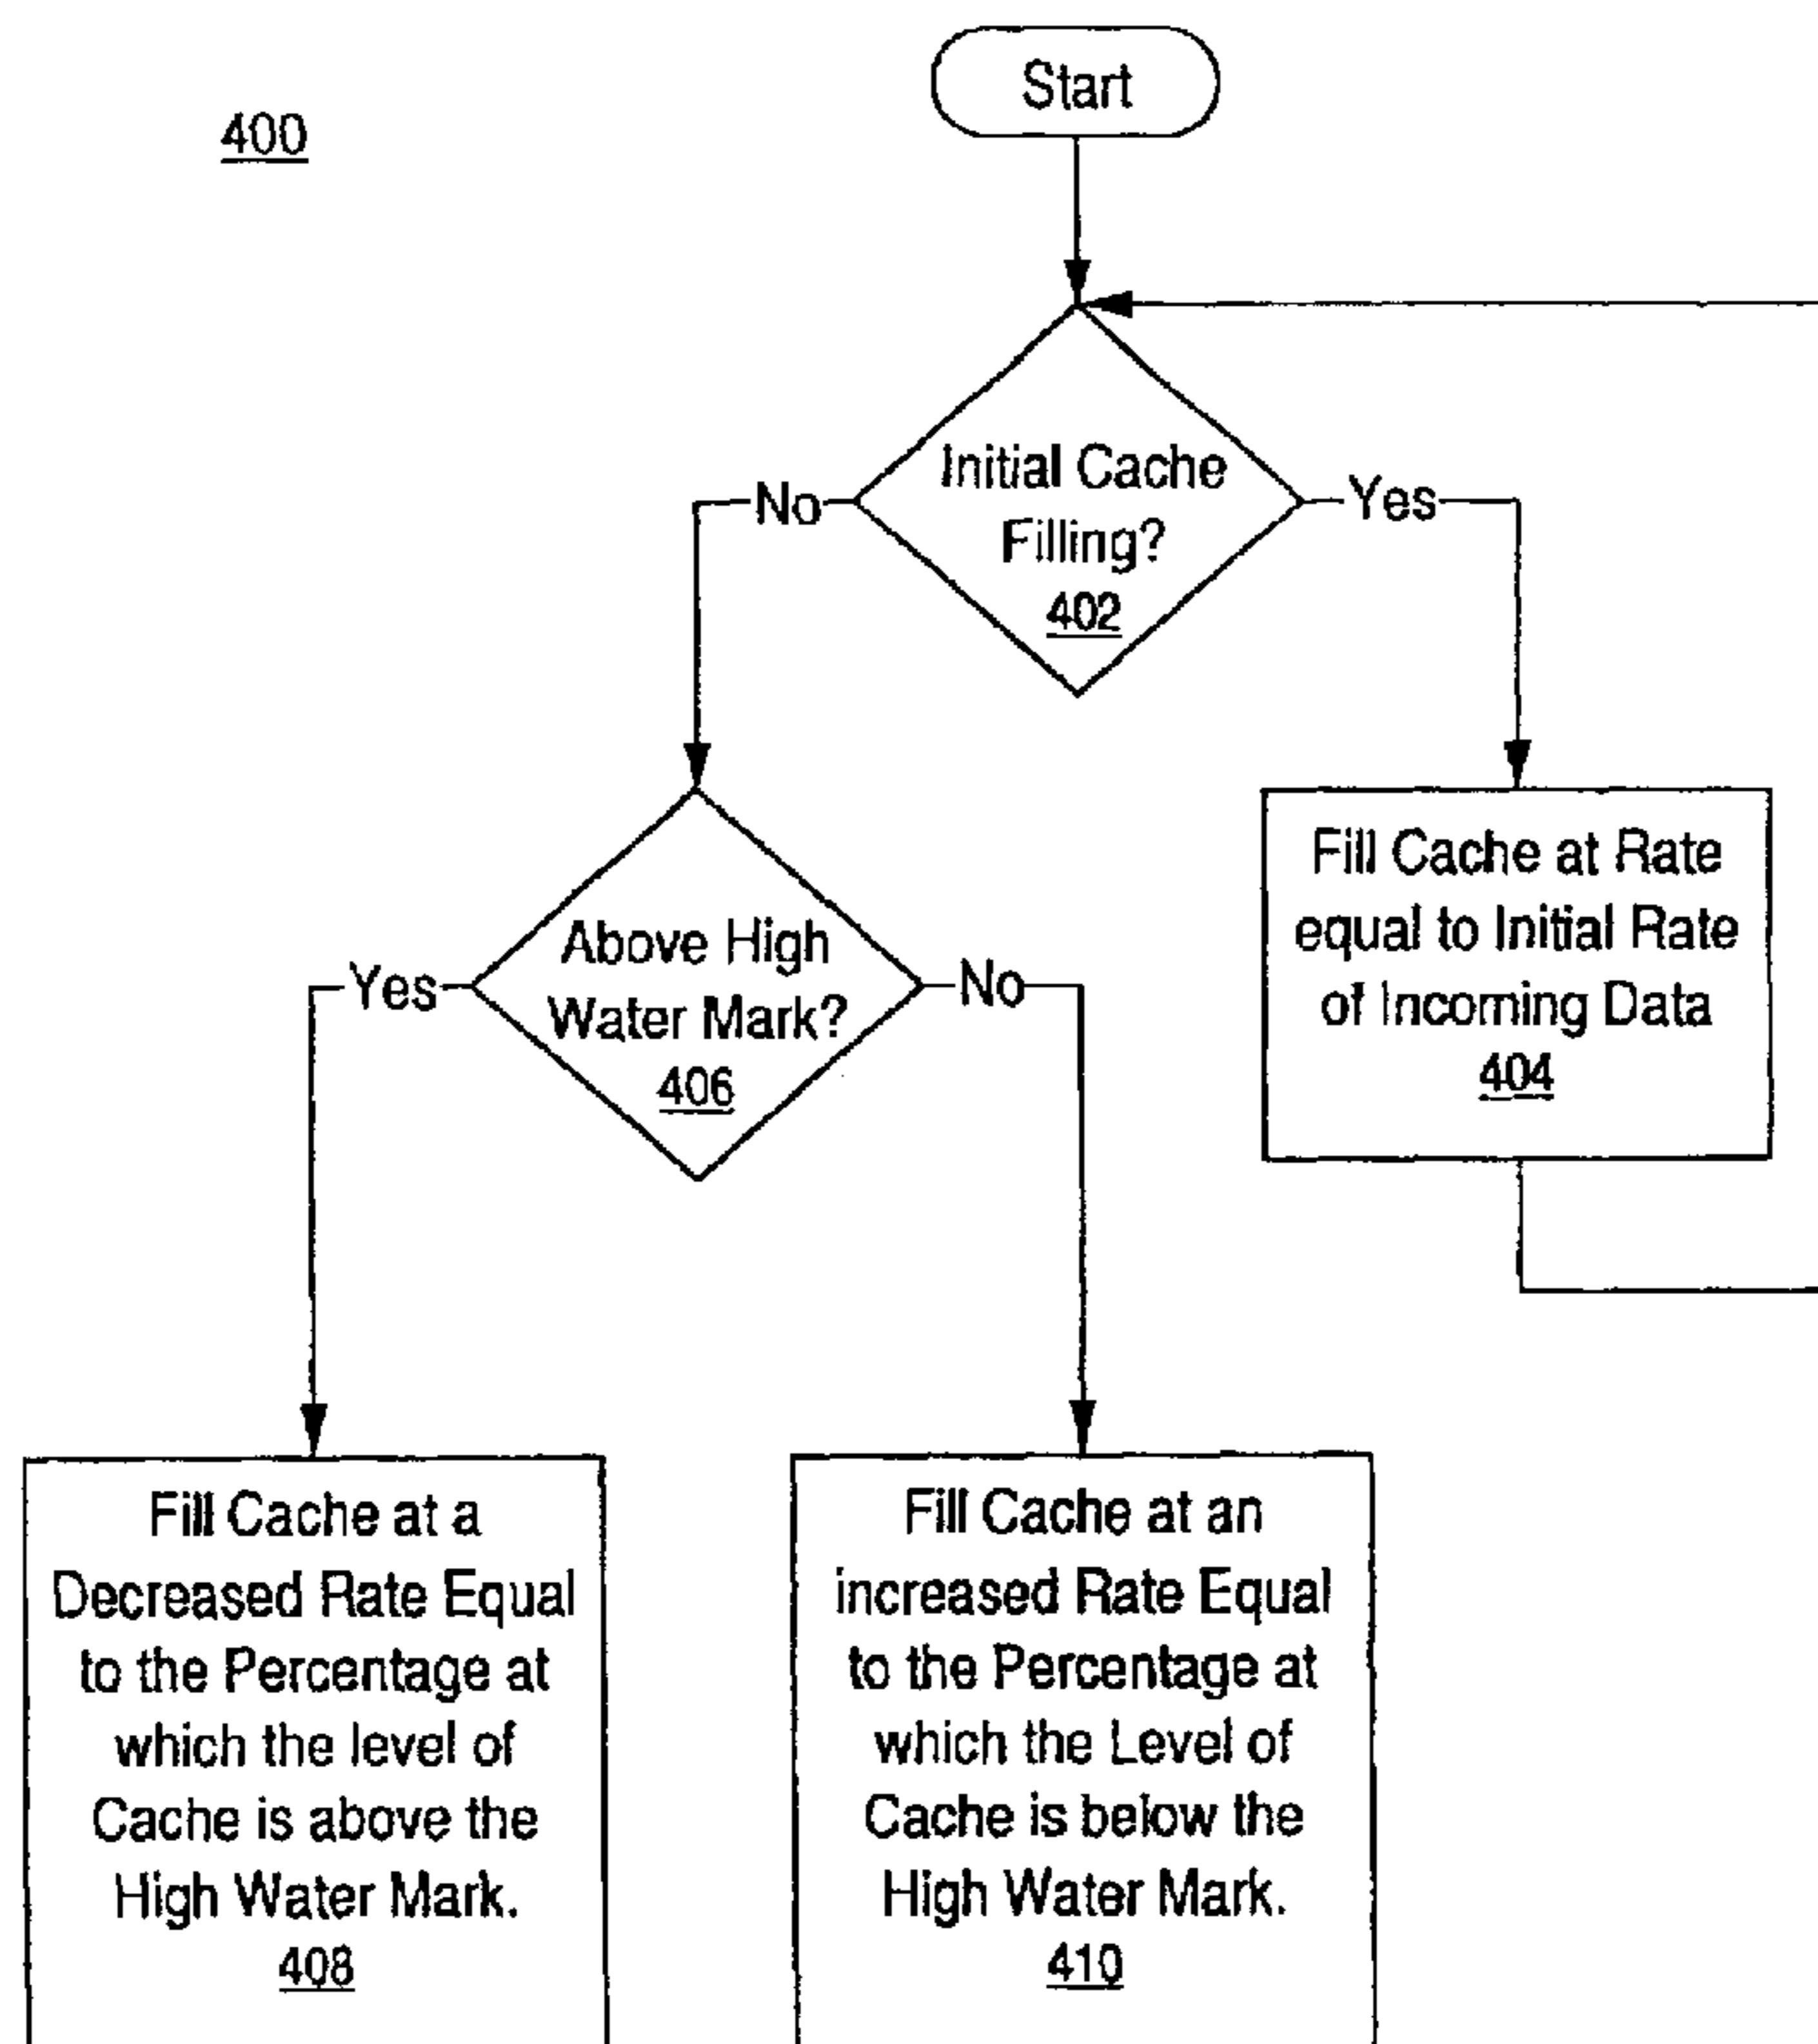 400
Start
Initial Cache
Filling?
402
No
Yes
Fill Cache at Rate
equal to Initial Rate
of Incoming Data
404
Above High
Water Mark?
406
Yes
No
Fill Cache at a
Decreased Rate Equal
to the Percentage at
which the level of
Cache is above the
High Water Mark.
408
Fill Cache at an
increased Rate Equal
to the Percentage at
which the Level of
Cache is below the
High Water Mark.
410